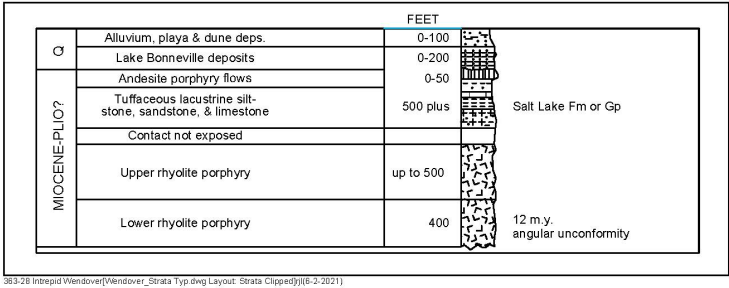 FEET
Q
Alluvium, playa & dune deps.
0-100
Lake Bonneville deposits
0-200
MIOCENE-PLIO?
Andesite porphyry flows
0-50
Tuffaceous lacustrine silt-
stone, sandstone, & limestone
500 plus
Salt Lake Fm or Gp
Contact not exposed
Upper rhyolite porphyry
up to 500
Lower rhyolite porphyry
400
12 m.y.
angular unconformity
363-28 Intrepid Wendover[Wendover_Strata Typ.dwg Layout: Strata Clipped]njl(6-2-2021)